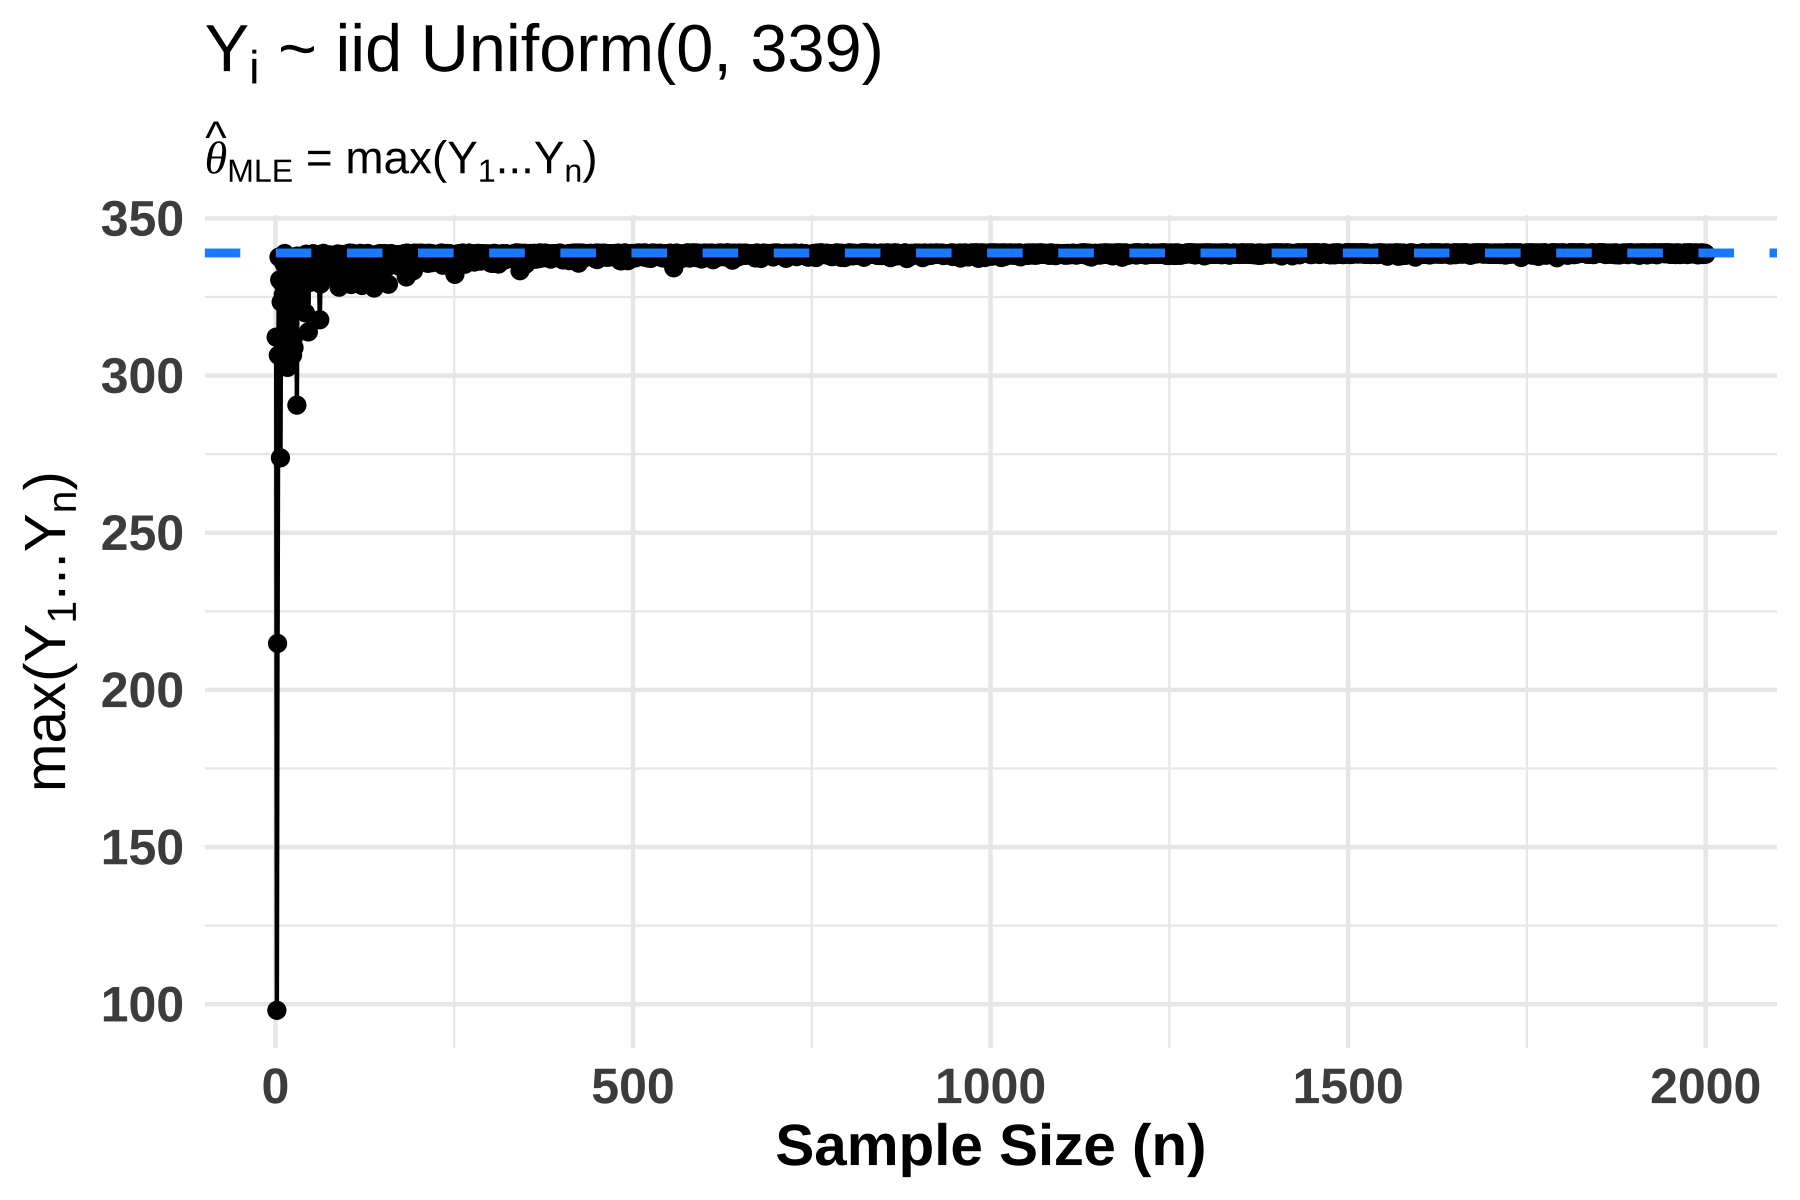 Yᵢ ~ iid Uniform(0, 339)
θ̂MLE = max(Y₁...Yₙ)
350
300
250
200
150
100
max(Y₁...Yₙ)
0 500 1000 1500 2000
Sample Size (n)